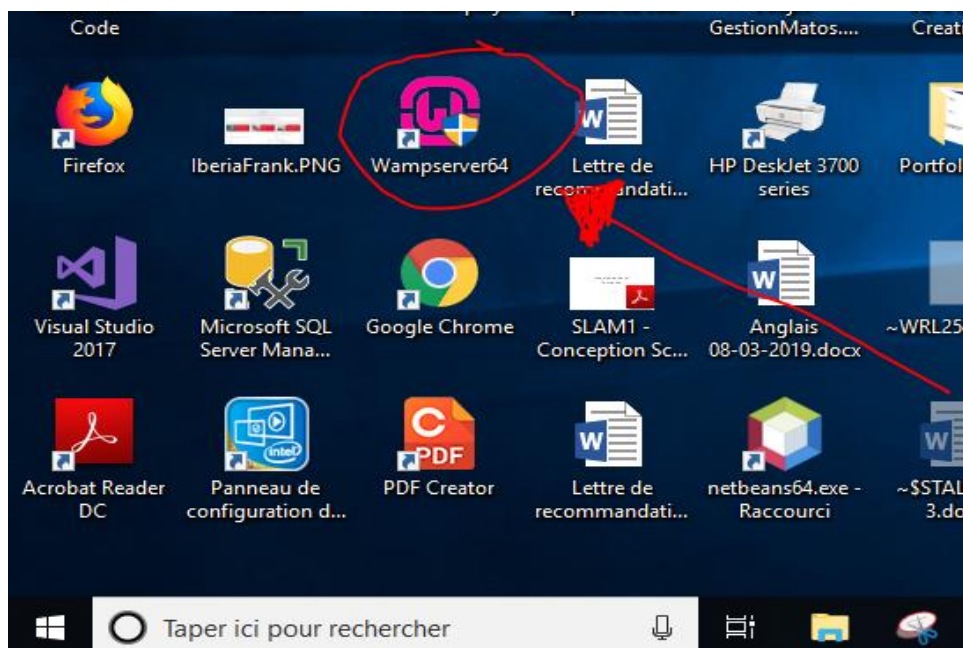 Code
GestionMatos....
Creati
Firefox
IberiaFrank.PNG
Wampserver64
Lettre de
recommandati...
HP DeskJet 3700
series
Portfol
Visual Studio
2017
Microsoft SQL
Server Mana...
Google Chrome
SLAM1 -
Conception Sc...
Anglais
08-03-2019.docx
~WRL25
Acrobat Reader
DC
intel
Panneau de
configuration d...
PDF
PDF Creator
Lettre de
recommandati...
netbeans64.exe -
Raccourci
~$STAL
3.do
Taper ici pour rechercher